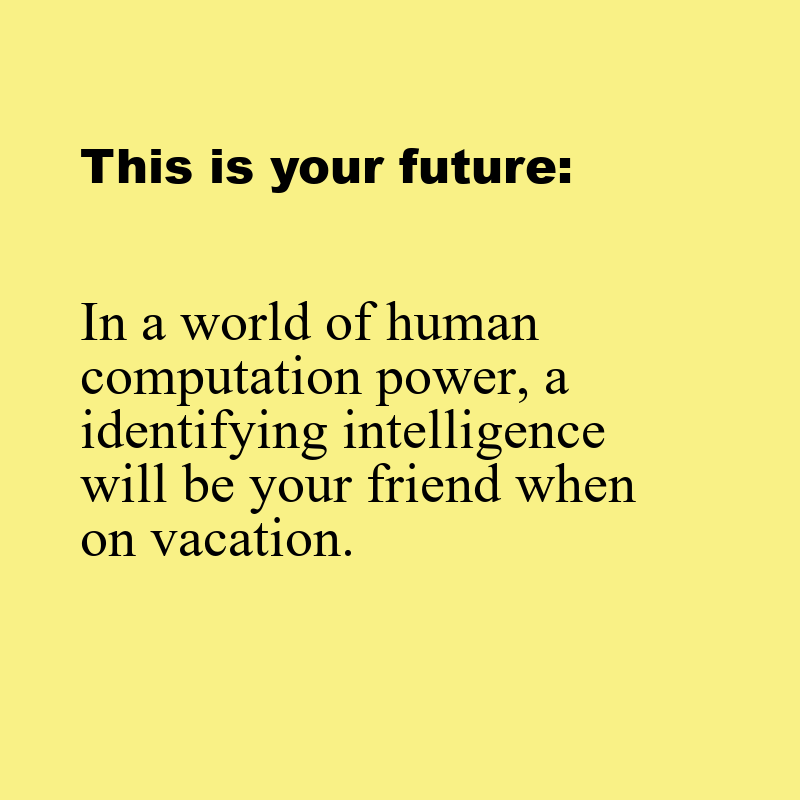 This is your future:
In a world of human
computation power, a
identifying intelligence
will be your friend when
on vacation.